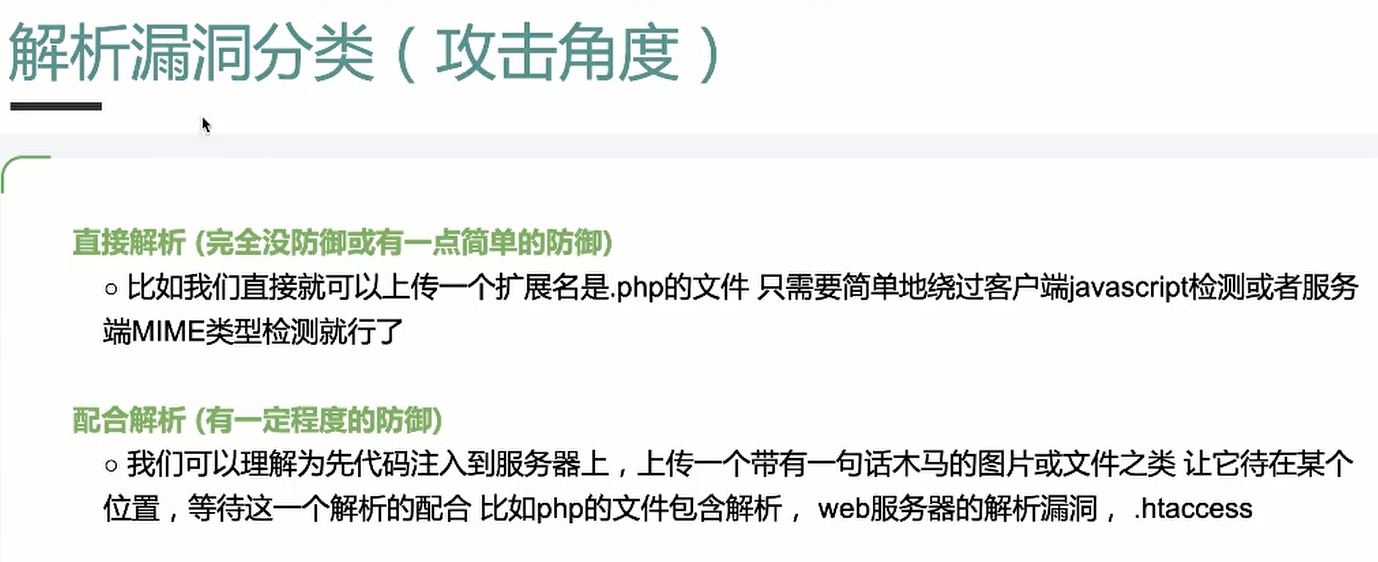 解析漏洞分类（攻击角度）
直接解析 (完全没防御或有一点简单的防御)
○ 比如我们直接就可以上传一个扩展名是.php的文件 只需要简单地绕过客户端javascript检测或者服务
端MIME类型检测就行了
配合解析 (有一定程度的防御)
○ 我们可以理解为先代码注入到服务器上，上传一个带有一句话木马的图片或文件之类 让它待在某个
位置，等待这一个解析的配合 比如php的文件包含解析， web服务器的解析漏洞， .htaccess